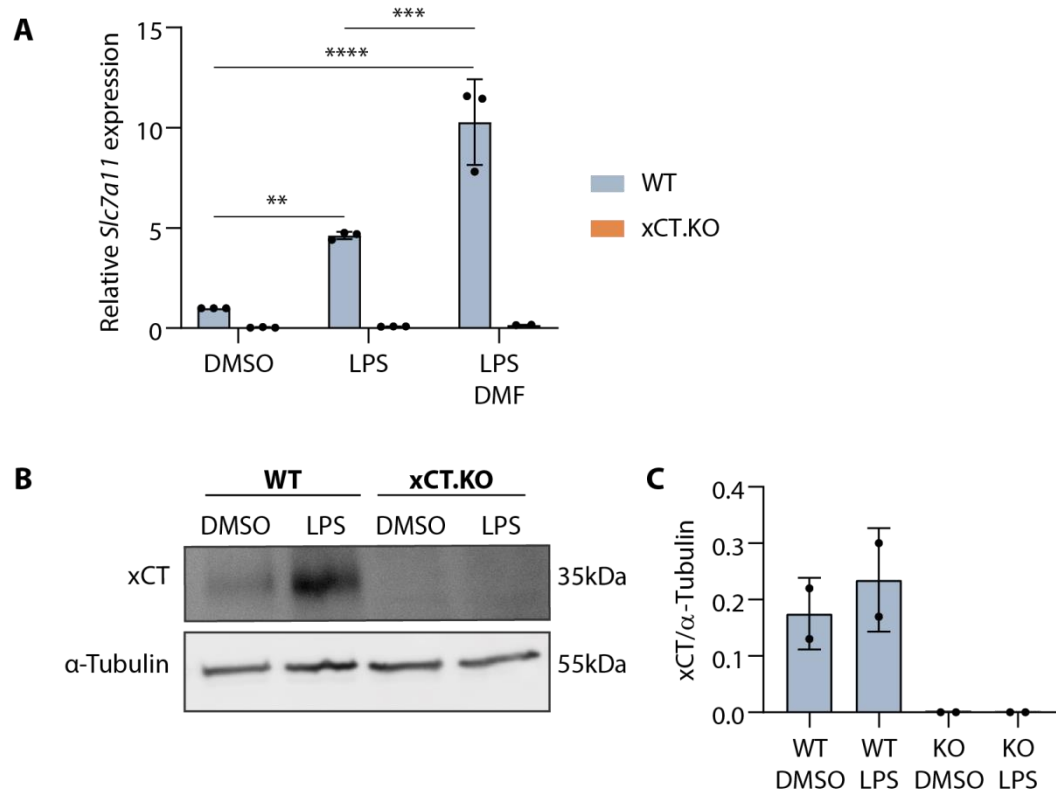 A
Relative Slc7a11 expression
15
10
5
0
***
****
**
DMSO
LPS
LPS
DMF
WT
xCT.KO
B
WT xCT.KO
DMSO LPS DMSO LPS
xCT 35kDa
α-Tubulin 55kDa
C
xCT/α-Tubulin
0.4
0.3
0.2
0.1
0.0
WT WT KO KO
DMSO LPS DMSO LPS